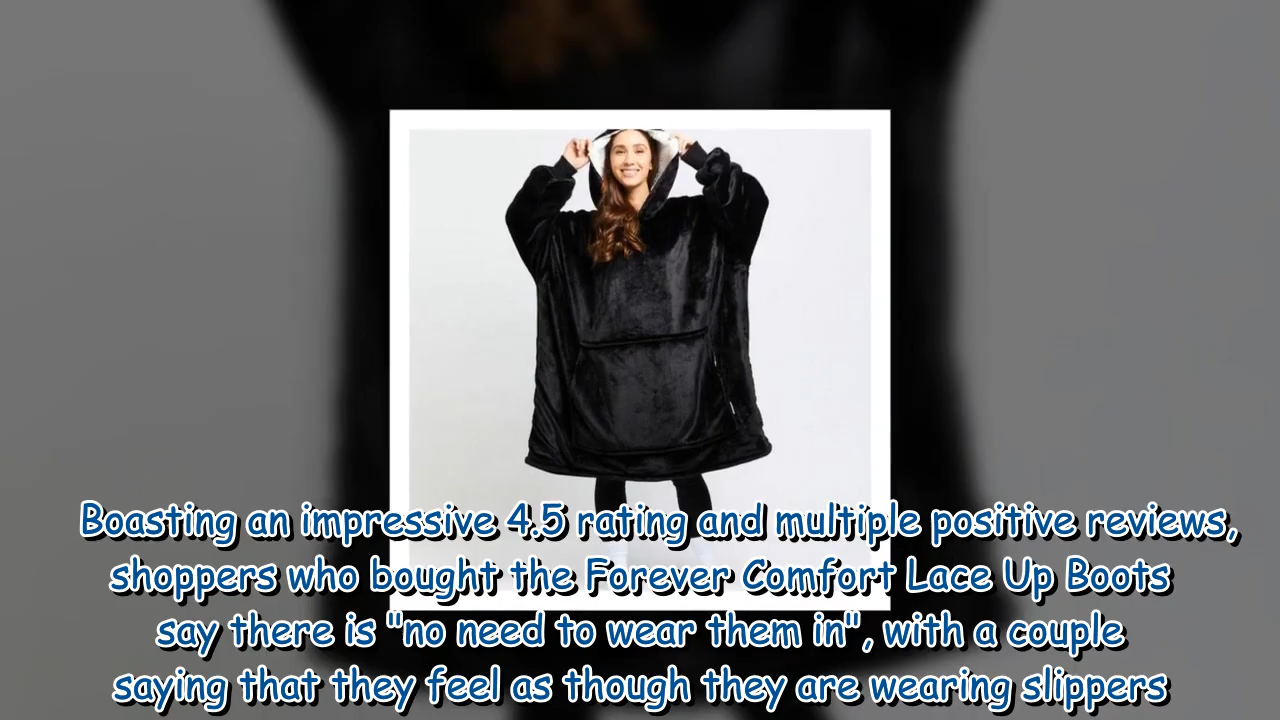 Boasting an impressive 4.5 rating and multiple positive reviews,
shoppers who bought the Forever Comfort Lace Up Boots
say there is "no need to wear them in", with a couple
saying that they feel as though they are wearing slippers